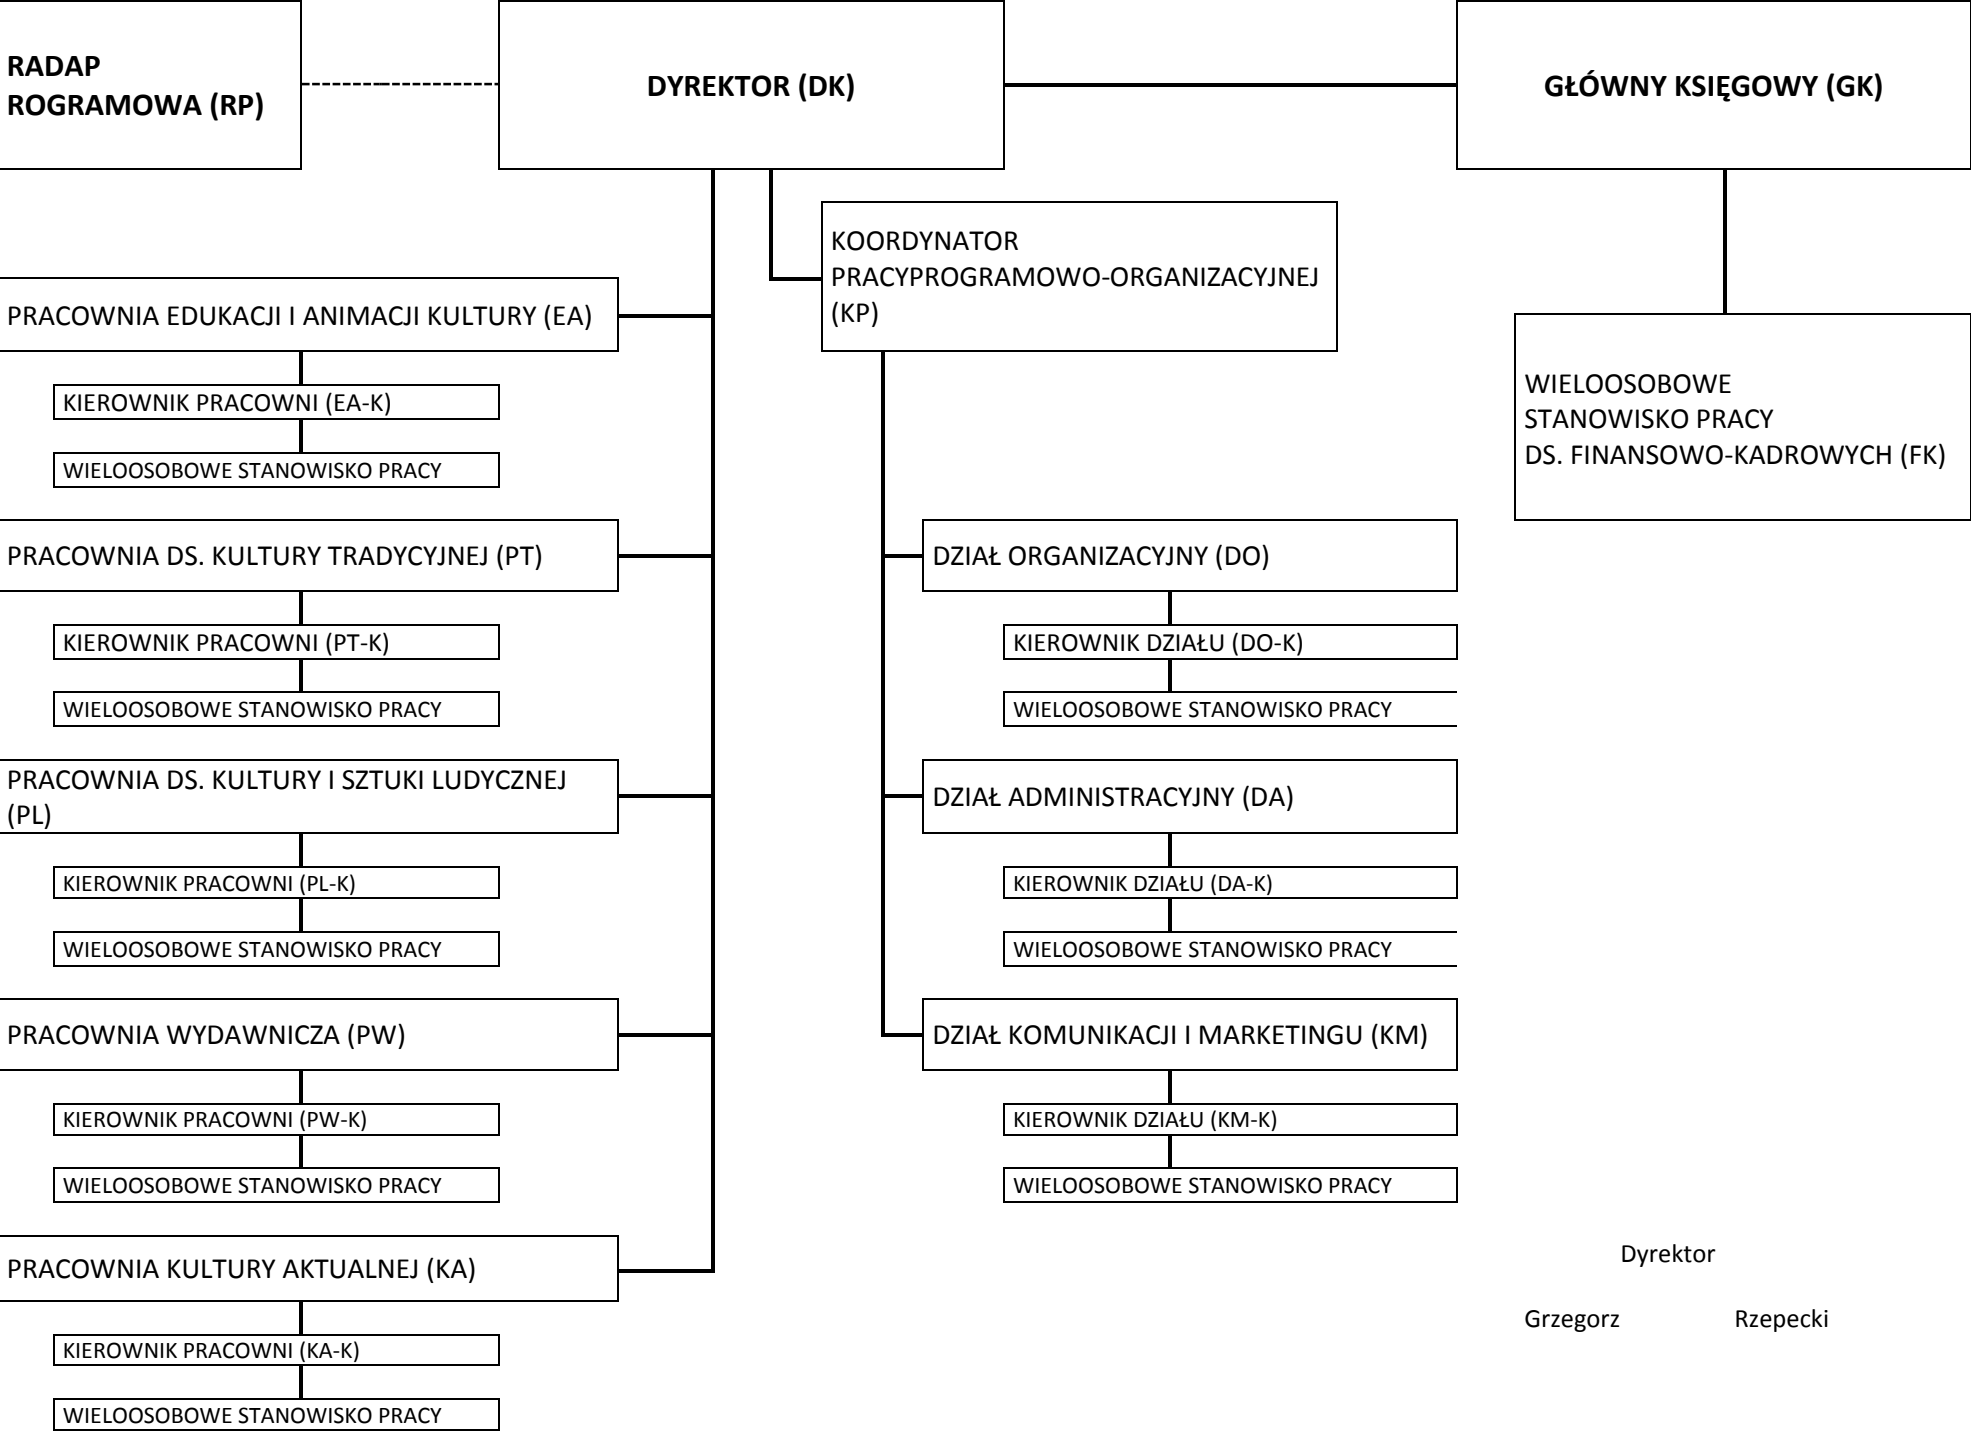 RADAP
ROGRAMOWA (RP)
DYREKTOR (DK)
GŁÓWNY KSIĘGOWY (GK)
KOORDYNATOR
PRACYPROGRAMOWO-ORGANIZACYJNEJ
(KP)
PRACOWNIA EDUKACJI I ANIMACJI KULTURY (EA)
KIEROWNIK PRACOWNI (EA-K)
WIELOOSOBOWE STANOWISKO PRACY
PRACOWNIA DS. KULTURY TRADYCYJNEJ (PT)
KIEROWNIK PRACOWNI (PT-K)
WIELOOSOBOWE STANOWISKO PRACY
PRACOWNIA DS. KULTURY I SZTUKI LUDYCZNEJ
(PL)
KIEROWNIK PRACOWNI (PL-K)
WIELOOSOBOWE STANOWISKO PRACY
PRACOWNIA WYDAWNICZA (PW)
KIEROWNIK PRACOWNI (PW-K)
WIELOOSOBOWE STANOWISKO PRACY
PRACOWNIA KULTURY AKTUALNEJ (KA)
KIEROWNIK PRACOWNI (KA-K)
WIELOOSOBOWE STANOWISKO PRACY
DZIAŁ ORGANIZACYJNY (DO)
KIEROWNIK DZIAŁU (DO-K)
WIELOOSOBOWE STANOWISKO PRACY
DZIAŁ ADMINISTRACYJNY (DA)
KIEROWNIK DZIAŁU (DA-K)
WIELOOSOBOWE STANOWISKO PRACY
DZIAŁ KOMUNIKACJI I MARKETINGU (KM)
KIEROWNIK DZIAŁU (KM-K)
WIELOOSOBOWE STANOWISKO PRACY
WIELOOSOBOWE
STANOWISKO PRACY
DS. FINANSOWO-KADROWYCH (FK)
Dyrektor
Grzegorz Rzepecki